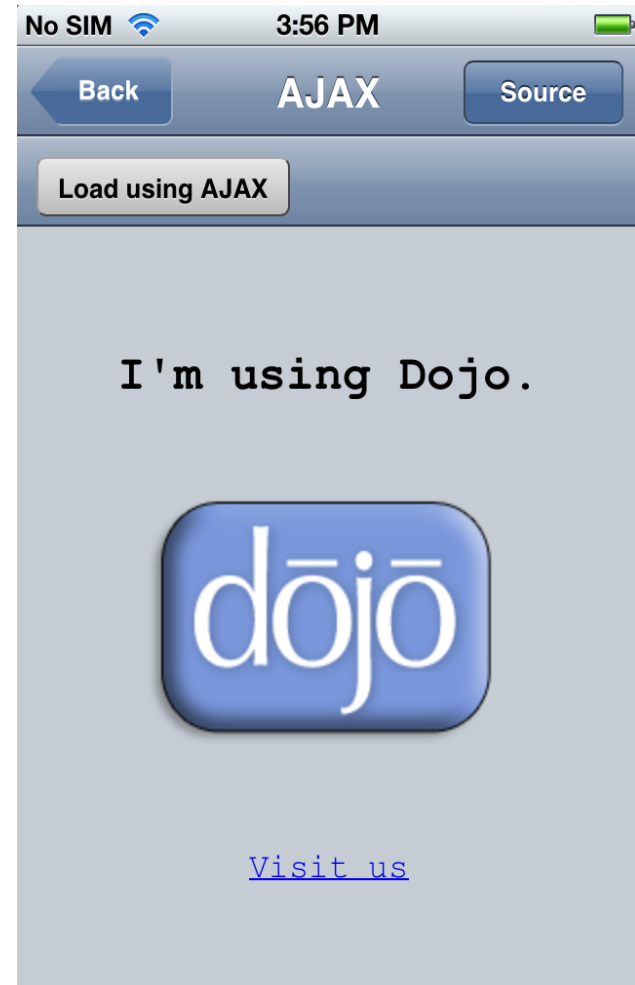 No SIM 3:56 PM
Back AJAX Source
Load using AJAX
I'm using Dojo.
dōjō
Visit us